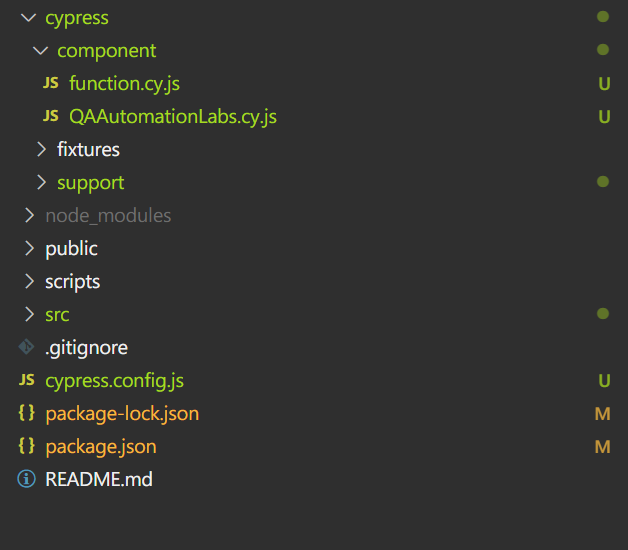 cypress
component
JS function.cy.js U
JS QAAutomationLabs.cy.js U
fixtures
support
node_modules
public
scripts
src
.gitignore
JS cypress.config.js U
{} package-lock.json M
{} package.json M
README.md